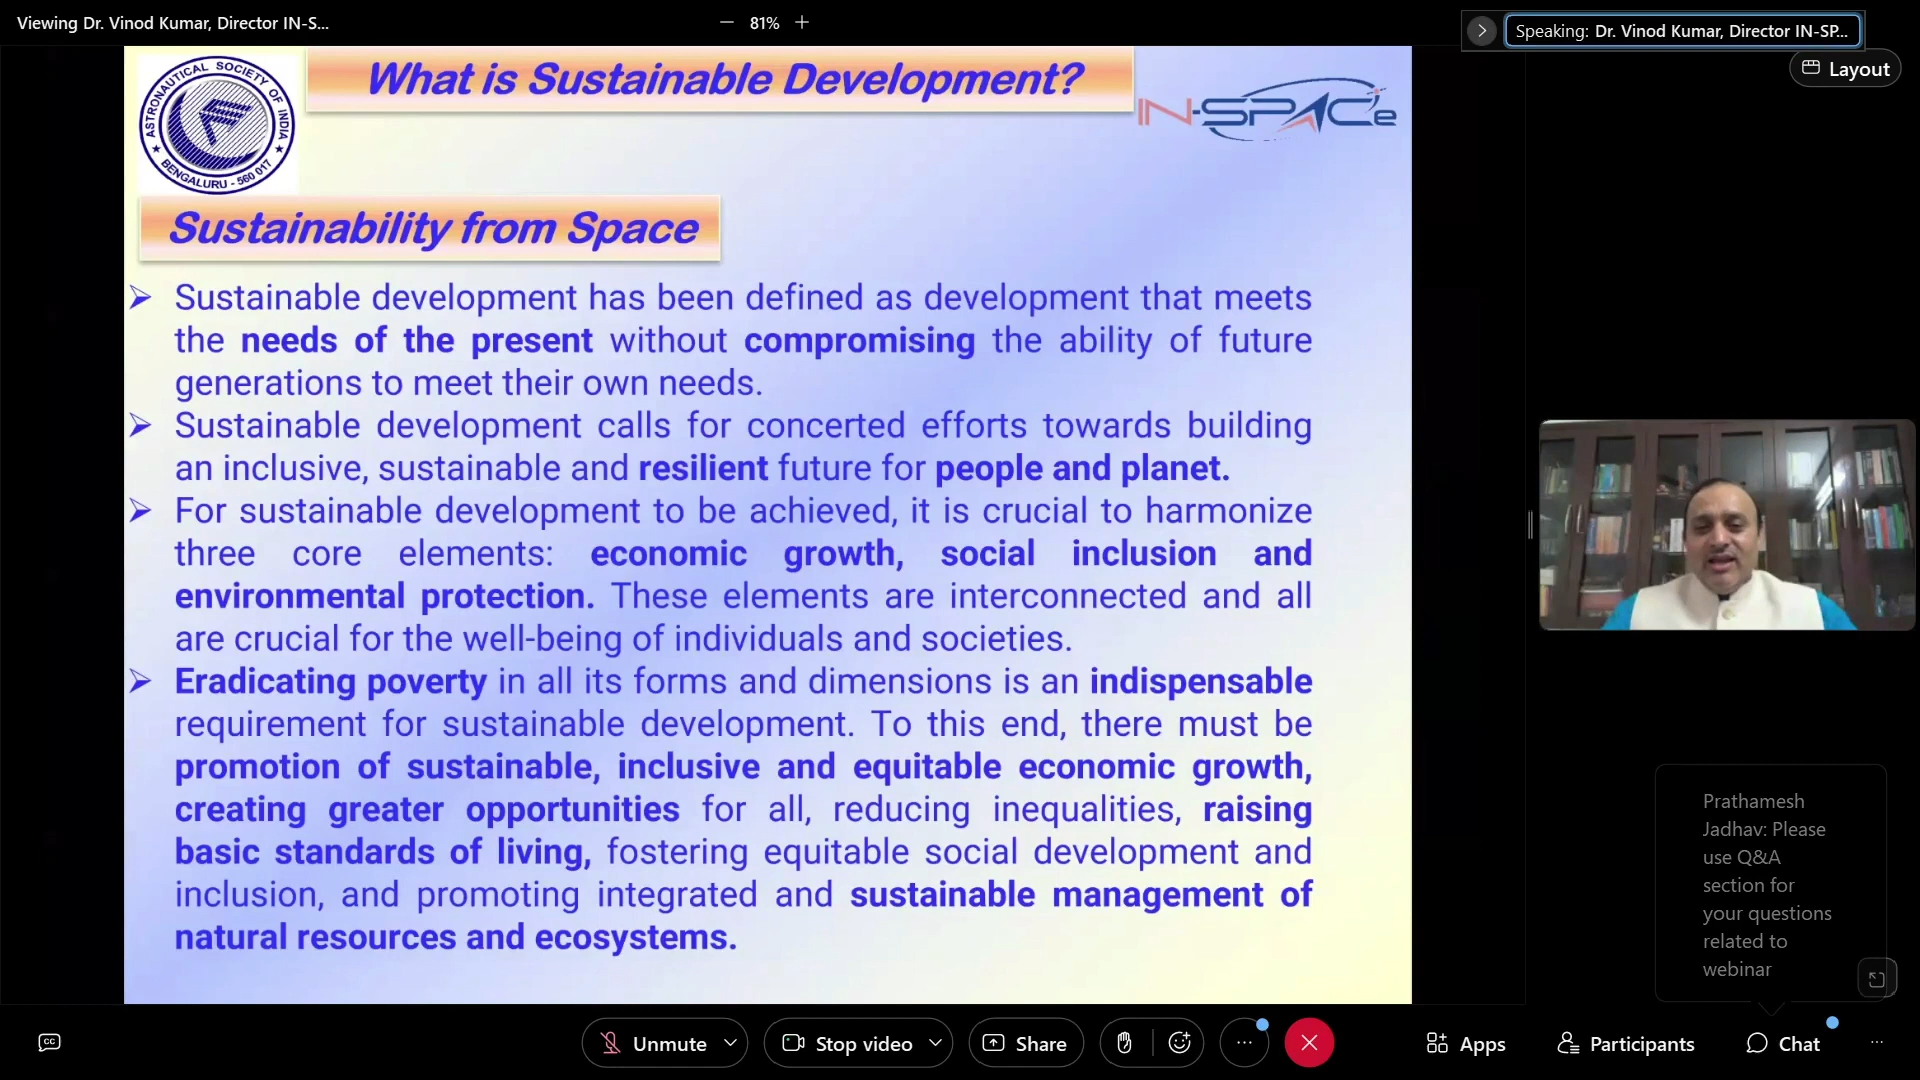 Viewing Dr. Vinod Kumar, Director IN-S...
81%
Speaking: Dr. Vinod Kumar, Director IN-SP...
Layout
ASTRONAUTICAL SOCIETY OF INDIA
BENGALURU - 560 017
What is Sustainable Development?
IN-SPACe
Sustainability from Space
➢ Sustainable development has been defined as development that meets
the needs of the present without compromising the ability of future
generations to meet their own needs.
➢ Sustainable development calls for concerted efforts towards building
an inclusive, sustainable and resilient future for people and planet.
➢ For sustainable development to be achieved, it is crucial to harmonize
three core elements: economic growth, social inclusion and
environmental protection. These elements are interconnected and all
are crucial for the well-being of individuals and societies.
➢ Eradicating poverty in all its forms and dimensions is an indispensable
requirement for sustainable development. To this end, there must be
promotion of sustainable, inclusive and equitable economic growth,
creating greater opportunities for all, reducing inequalities, raising
basic standards of living, fostering equitable social development and
inclusion, and promoting integrated and sustainable management of
natural resources and ecosystems.
Prathamesh
Jadhav: Please
use Q&A
section for
your questions
related to
webinar
CC
Unmute
Stop video
Share
Apps
Participants
Chat